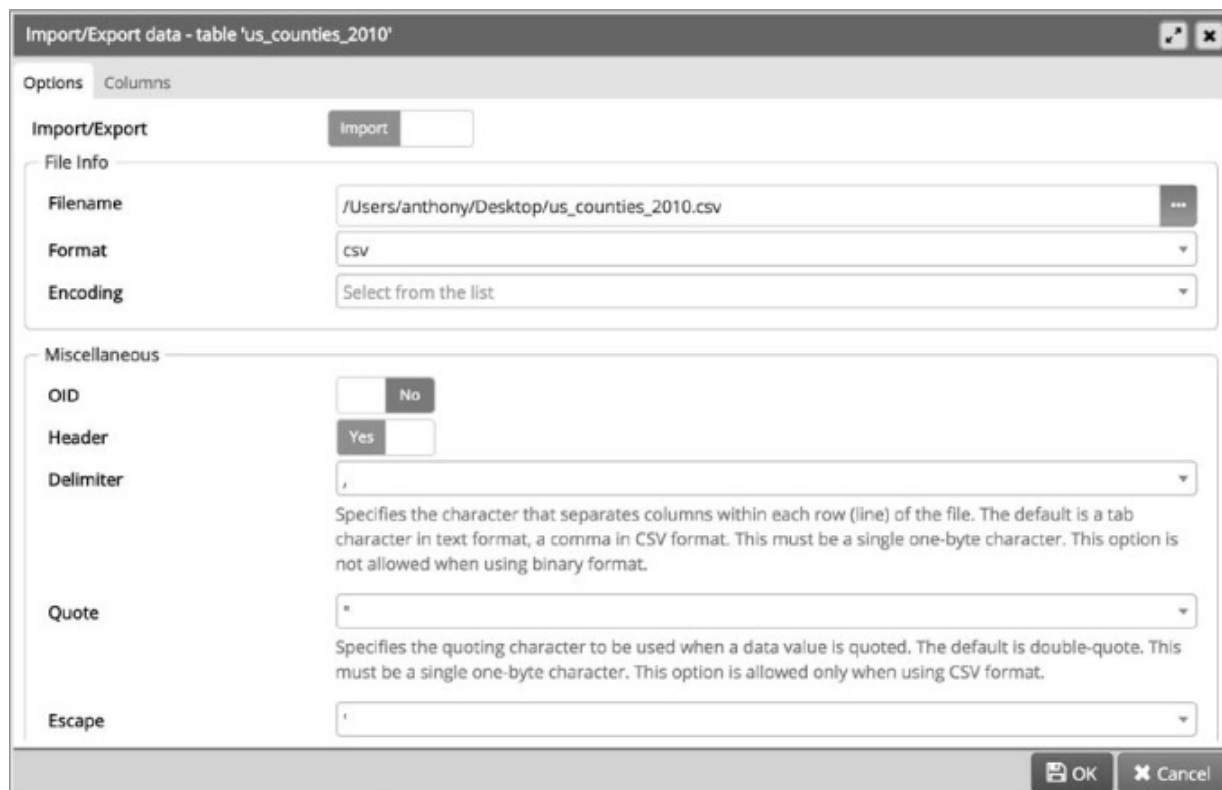 Import/Export data - table 'us_counties_2010'
Options Columns
Import/Export Import
File Info
Filename /Users/anthony/Desktop/us_counties_2010.csv ...
Format csv
Encoding Select from the list
Miscellaneous
OID No
Header Yes
Delimiter ,
Specifies the character that separates columns within each row (line) of the file. The default is a tab
character in text format, a comma in CSV format. This must be a single one-byte character. This option is
not allowed when using binary format.
Quote "
Specifies the quoting character to be used when a data value is quoted. The default is double-quote. This
must be a single one-byte character. This option is allowed only when using CSV format.
Escape '
OK Cancel